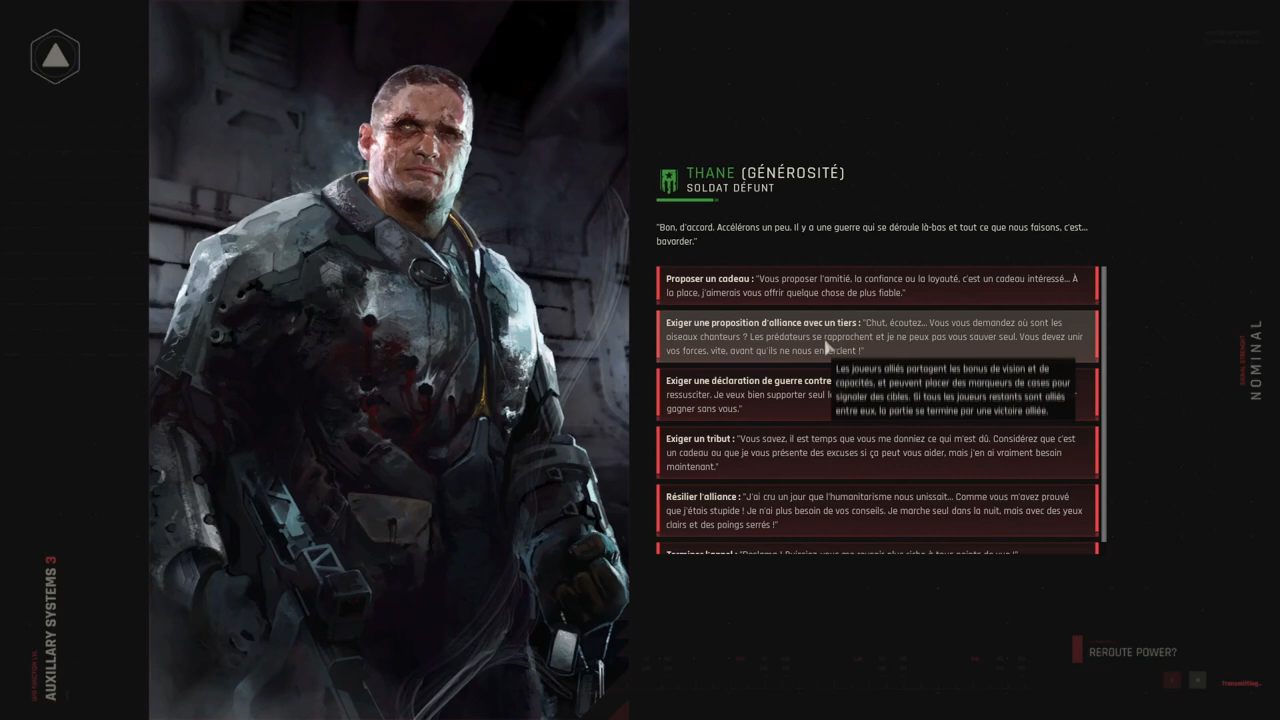 THANE (GÉNÉROSITÉ)
SOLDAT DÉFUNT
"Bon, d'accord. Accélérons un peu. Il y a une guerre qui se déroule là-bas et tout ce que nous faisons, c'est...
bavarder."
Proposer un cadeau : "Vous proposer l'amitié, la confiance ou la loyauté, c'est un cadeau intéressé... À
la place, j'aimerais vous offrir quelque chose de plus fiable."
Exiger une proposition d'alliance avec un tiers : "Chut, écoutez... Vous vous demandez où sont les
oiseaux chanteurs ? Les prédateurs se rapprochent et je ne peux pas vous sauver seul. Vous devez unir
vos forces, vite, avant qu'ils ne nous encerclent !"
Les joueurs alliés partagent les bonus de vision et de
capacités, et peuvent placer des marqueurs de cases pour
signaler des cibles. Si tous les joueurs restants sont alliés
entre eux, la partie se termine par une victoire alliée.
Exiger une déclaration de guerre contre
ressusciter. Je veux bien supporter seul
gagner sans vous."
Exiger un tribut : "Vous savez, il est temps que vous me donniez ce qui m'est dû. Considérez que c'est
un cadeau ou que je vous présente des excuses si ça peut vous aider, mais j'en ai vraiment besoin
maintenant."
Résilier l'alliance : "J'ai cru un jour que l'humanitarisme nous unissait... Comme vous m'avez prouvé
que j'étais stupide ! Je n'ai plus besoin de vos conseils. Je marche seul dans la nuit, mais avec des yeux
clairs et des poings serrés !"
AUXILLARY SYSTEMS 3
NOMINAL
REROUTE POWER?